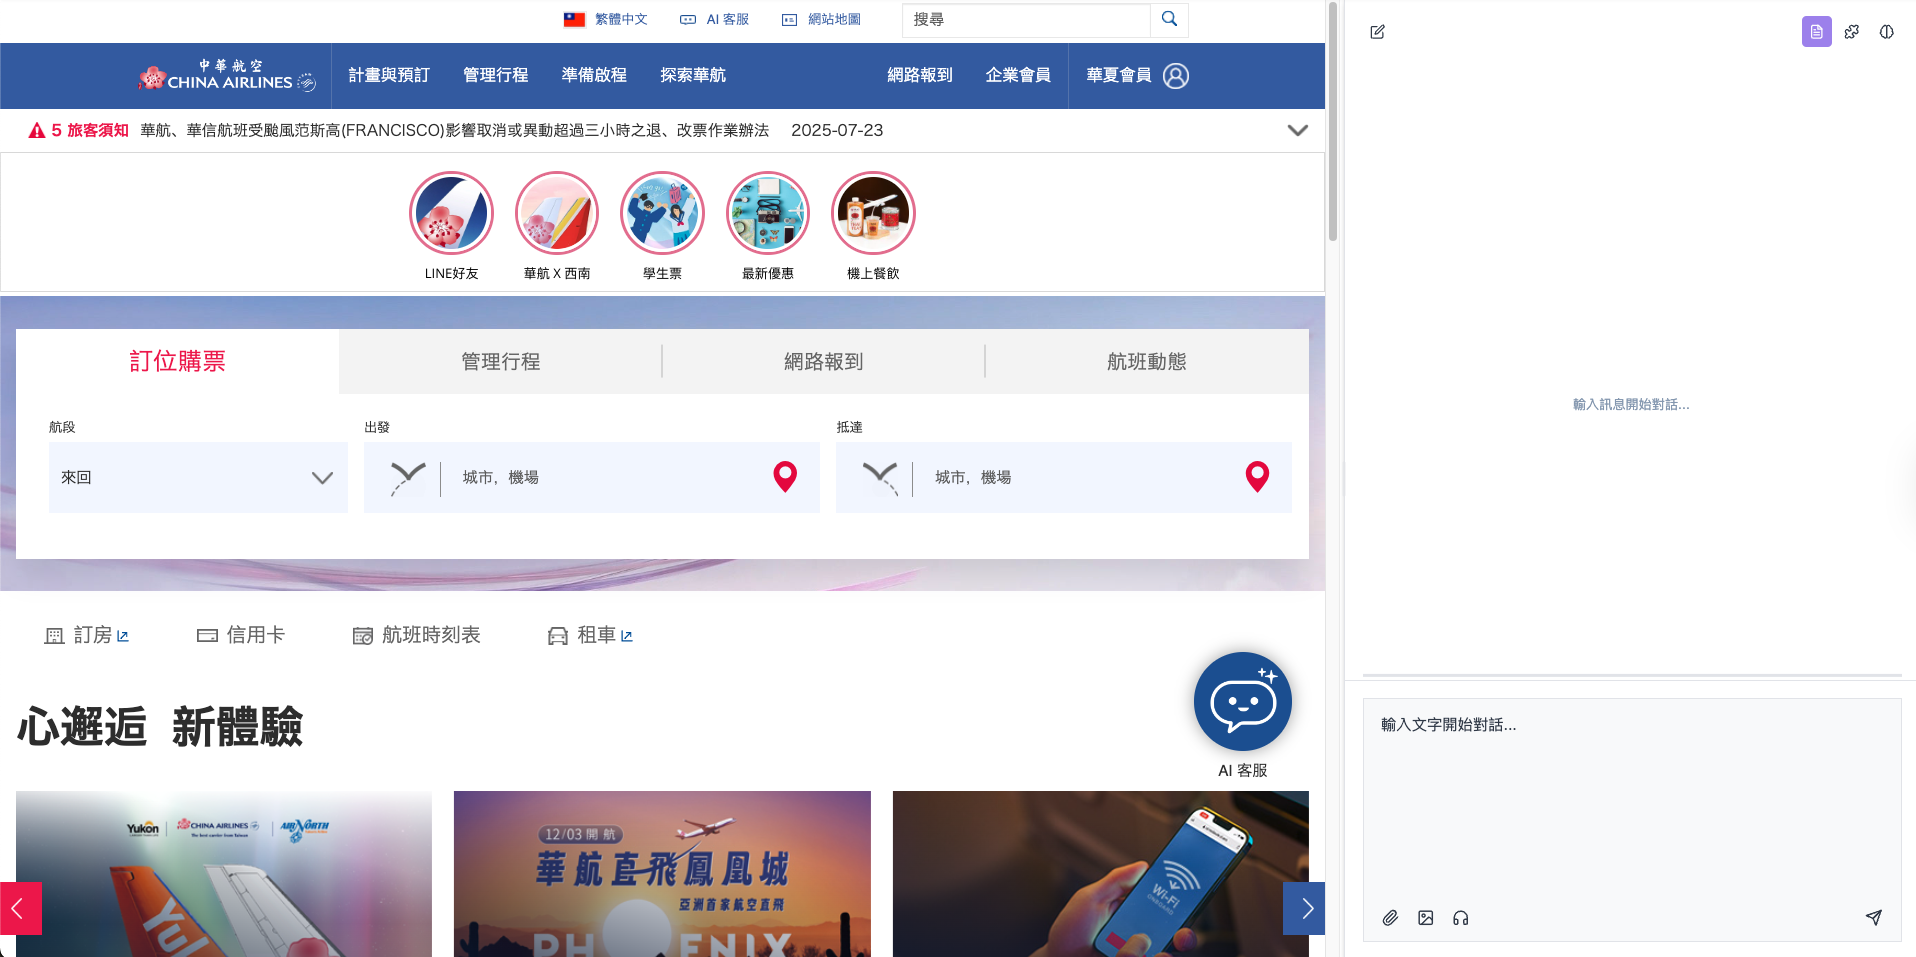 繁體中文
AI 客服
網站地圖
搜尋
中華航空
CHINA AIRLINES
計畫與預訂
管理行程
準備啟程
探索華航
網路報到
企業會員
華夏會員
5 旅客須知 華航、華信航班受颱風范斯高(FRANCISCO)影響取消或異動超過三小時之退、改票作業辦法 2025-07-23
LINE好友
華航 X 西南
學生票
最新優惠
機上餐飲
訂位購票
管理行程
網路報到
航班動態
航段
出發
抵達
來回
城市, 機場
城市, 機場
訂房
信用卡
航班時刻表
租車
心邂逅 新體驗
AI 客服
Yukon
CHINA AIRLINES
The best carrier from Taiwan
AIR NORTH
Yul
12/03 開航
華航直飛鳳凰城
亞洲首家航空直飛
PHOENIX
Wi-Fi
ONBOARD
輸入訊息開始對話...
輸入文字開始對話...